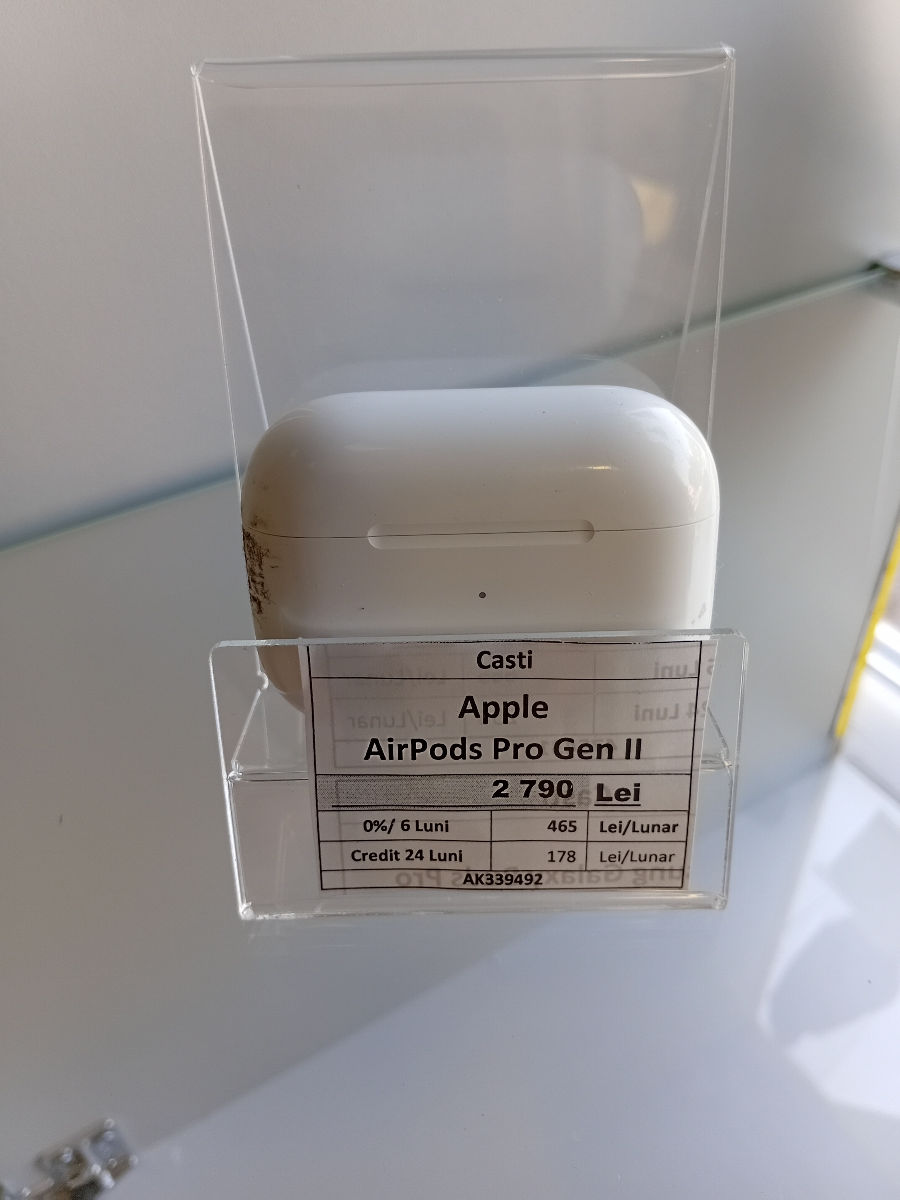 Casti
Apple
AirPods Pro Gen II
2 790 Lei
0%/ 6 Luni 465 Lei/Lunar
Credit 24 Luni 178 Lei/Lunar
AK339492